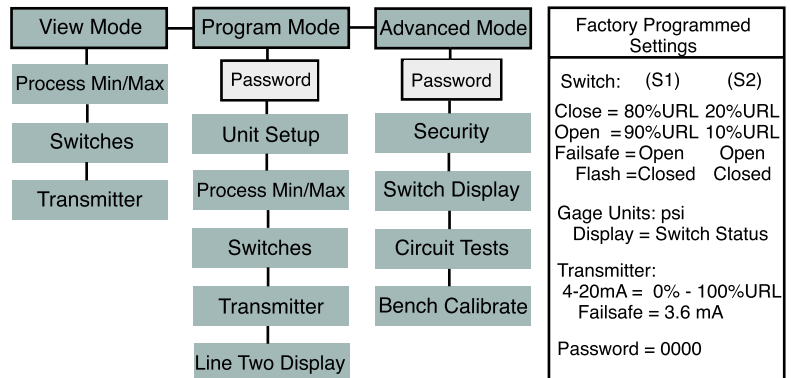 View Mode
Process Min/Max
Switches
Transmitter
Program Mode
Password
Unit Setup
Process Min/Max
Switches
Transmitter
Line Two Display
Advanced Mode
Password
Security
Switch Display
Circuit Tests
Bench Calibrate
Factory Programmed
Settings
Switch: (S1) (S2)
Close = 80%URL 20%URL
Open = 90%URL 10%URL
Failsafe = Open Open
Flash = Closed Closed
Gage Units: psi
Display = Switch Status
Transmitter:
4-20mA = 0% - 100%URL
Failsafe = 3.6 mA
Password = 0000